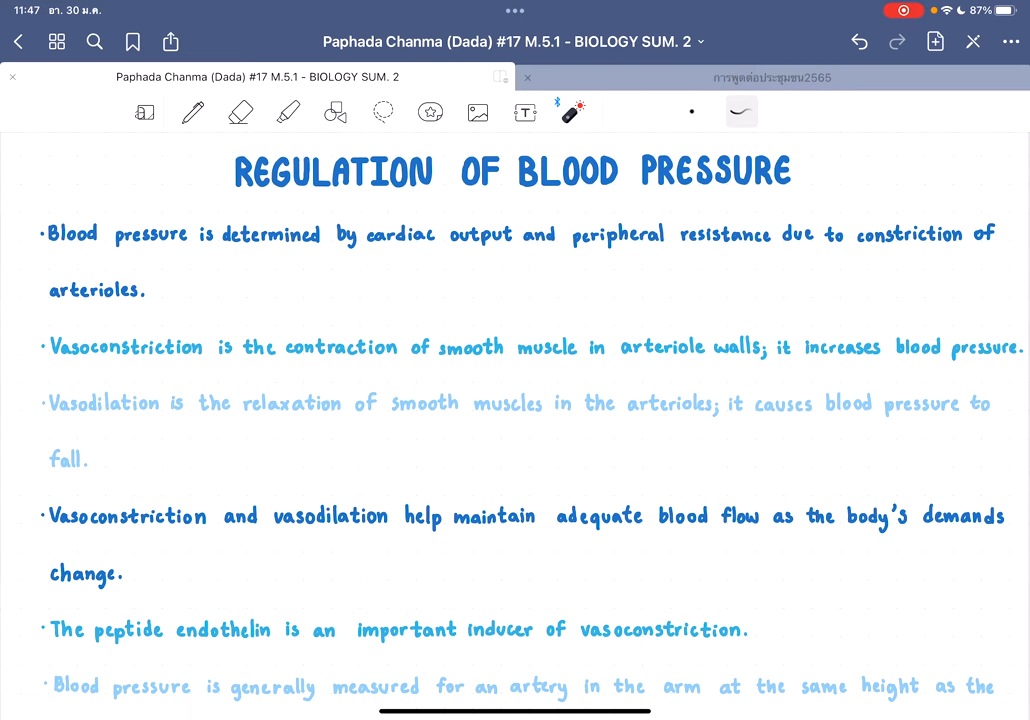 11:47 อา. 30 ม.ค.
87%
Paphada Chanma (Dada) #17 M.5.1 - BIOLOGY SUM. 2
Paphada Chanma (Dada) #17 M.5.1 - BIOLOGY SUM. 2
การพูดต่อประชุมชน2565
T
REGULATION OF BLOOD PRESSURE
·Blood pressure is determined by cardiac output and peripheral resistance due to constriction of
arterioles.
·Vasoconstriction is the contraction of smooth muscle in arteriole walls; it increases blood pressure.
·Vasodilation is the relaxation of smooth muscles in the arterioles; it causes blood pressure to
fall.
·Vasoconstriction and vasodilation help maintain adequate blood flow as the body's demands
change.
·The peptide endothelin is an important inducer of vasoconstriction.
·Blood pressure is generally measured for an artery in the arm at the same height as the